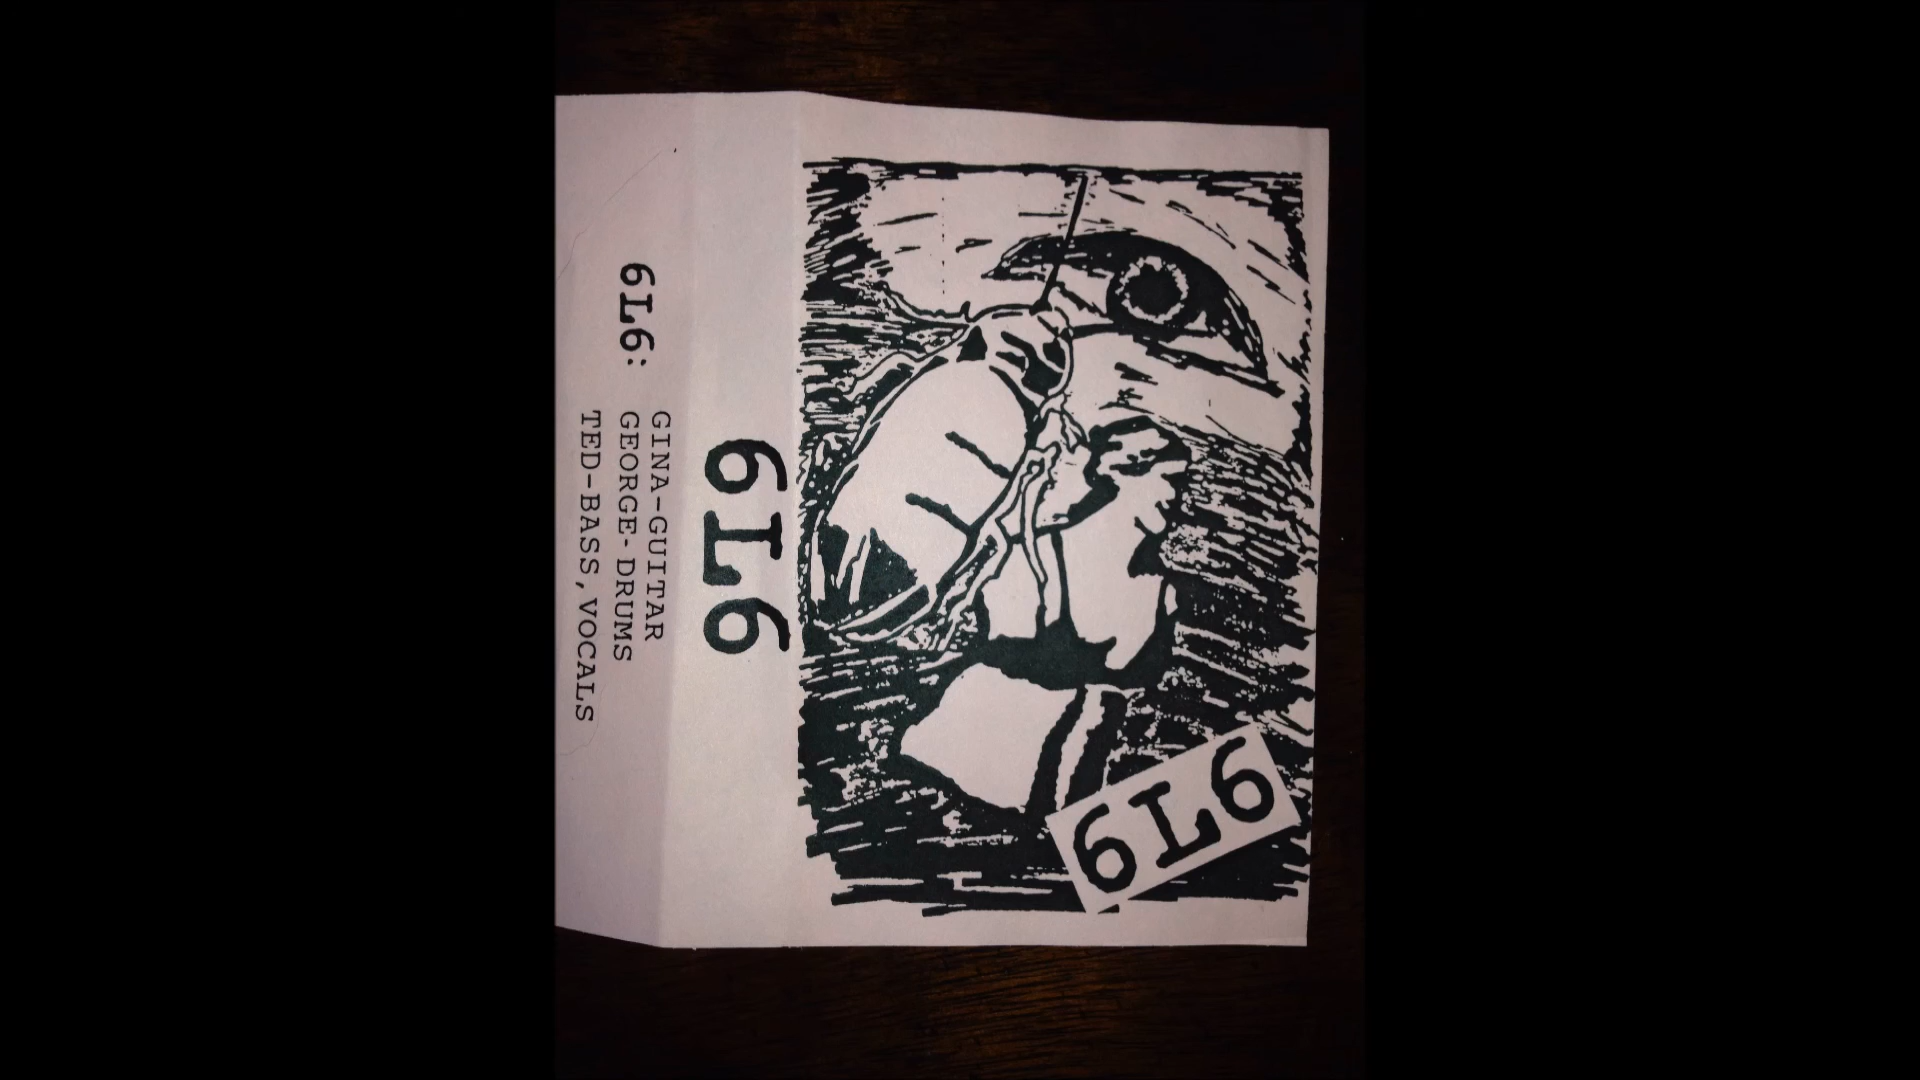 6L6
6L6
6L6:
GINA-GUITAR
GEORGE-DRUMS
TED-BASS,VOCALS